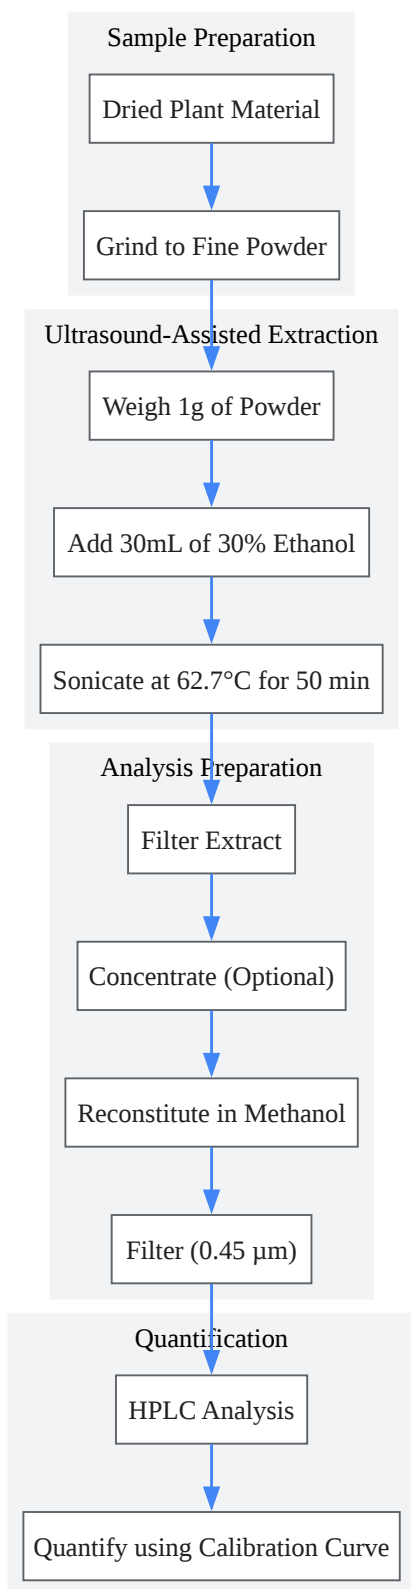 Sample Preparation
Dried Plant Material
Grind to Fine Powder
Ultrasound-Assisted Extraction
Weigh 1g of Powder
Add 30mL of 30% Ethanol
Sonicate at 62.7°C for 50 min
Analysis Preparation
Filter Extract
Concentrate (Optional)
Reconstitute in Methanol
Filter (0.45 µm)
Quantification
HPLC Analysis
Quantify using Calibration Curve